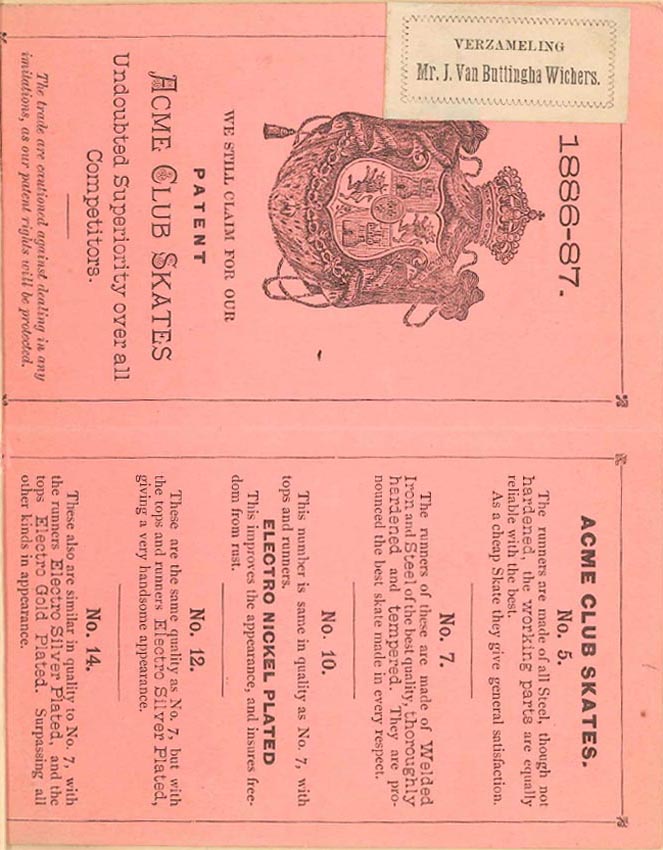 VERZAMELING
Mr. J. Van Buttingha Wichers.
1886-87.
WE STILL CLAIM FOR OUR
PATENT
ACME CLUB SKATES
Undoubted Superiority over all
Competitors.
The trade are cautioned against dealing in any
imitations, as our patent rights will be protected.
ACME CLUB SKATES.
No. 5.
The runners are made of all Steel, though not
hardened, the working parts are equally
reliable with the best.
As a cheap Skate they give general satisfaction.
No. 7.
The runners of these are made of Welded
Iron and Steel of the best quality, thoroughly
hardened and tempered. They are pro-
nounced the best skate made in every respect.
No. 10.
This number is same in quality as No. 7, with
tops and runners.
ELECTRO NICKEL PLATED
This improves the appearance, and insures free-
dom from rust.
No. 12.
These are the same quality as No. 7, but with
the tops and runners Electro Silver Plated,
giving a very handsome appearance.
No. 14.
These also are similar in quality to No. 7, with
the runners Electro Silver Plated, and the
tops Electro Gold Plated. Surpassing all
other kinds in appearance.